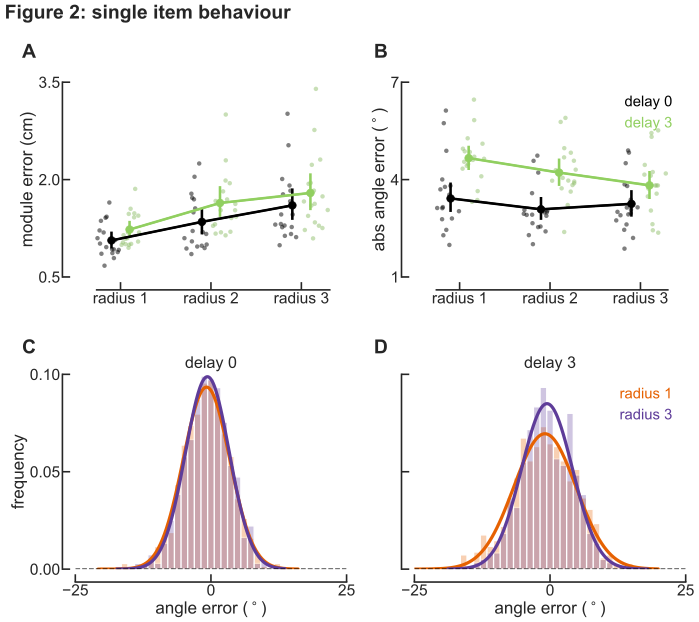 Figure 2: single item behaviour
A
3.5
2.0
0.5
module error (cm)
radius 1 radius 2 radius 3
B
7
4
1
abs angle error ( ° )
delay 0
delay 3
radius 1 radius 2 radius 3
C
delay 0
0.10
0.05
0.00
frequency
−25 0 25
angle error ( ° )
D
delay 3
radius 1
radius 3
−25 0 25
angle error ( ° )